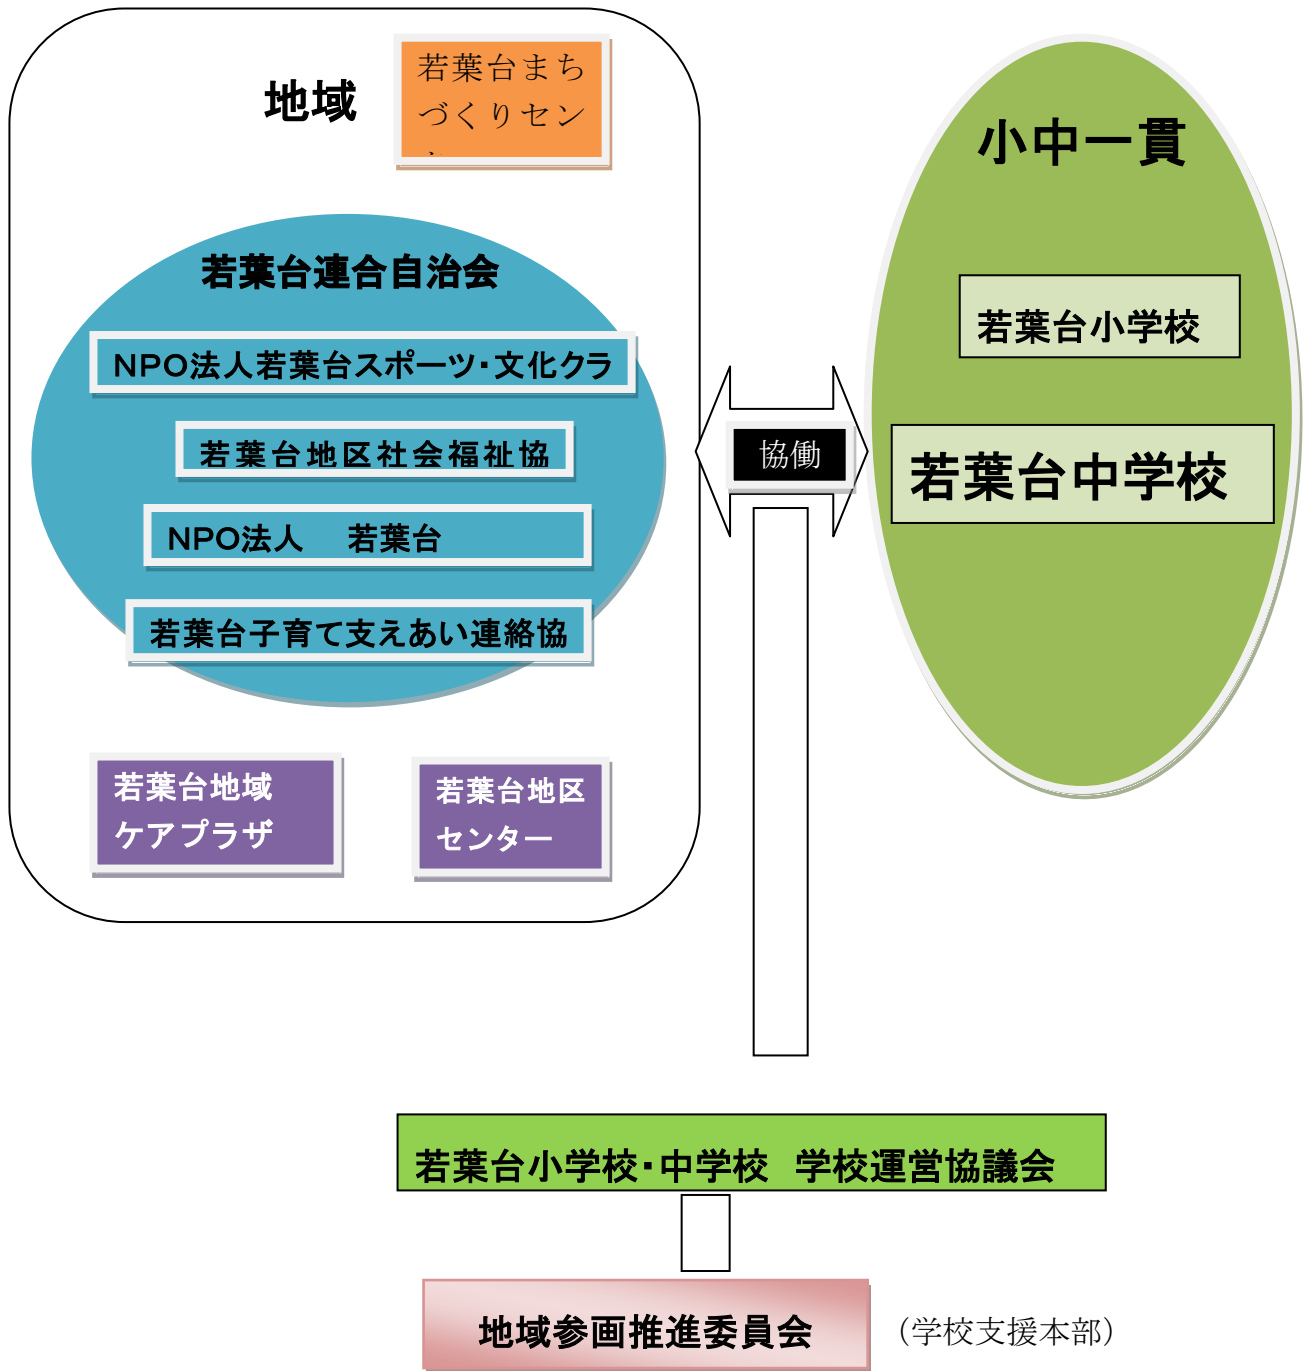 地域
若葉台まち
づくりセン
小中一貫
若葉台連合自治会
若葉台小学校
NPO法人若葉台スポーツ・文化クラ
若葉台地区社会福祉協
協働
若葉台中学校
NPO法人　若葉台
若葉台子育て支えあい連絡協
若葉台地域
ケアプラザ
若葉台地区
センター
若葉台小学校・中学校　学校運営協議会
地域参画推進委員会
（学校支援本部）